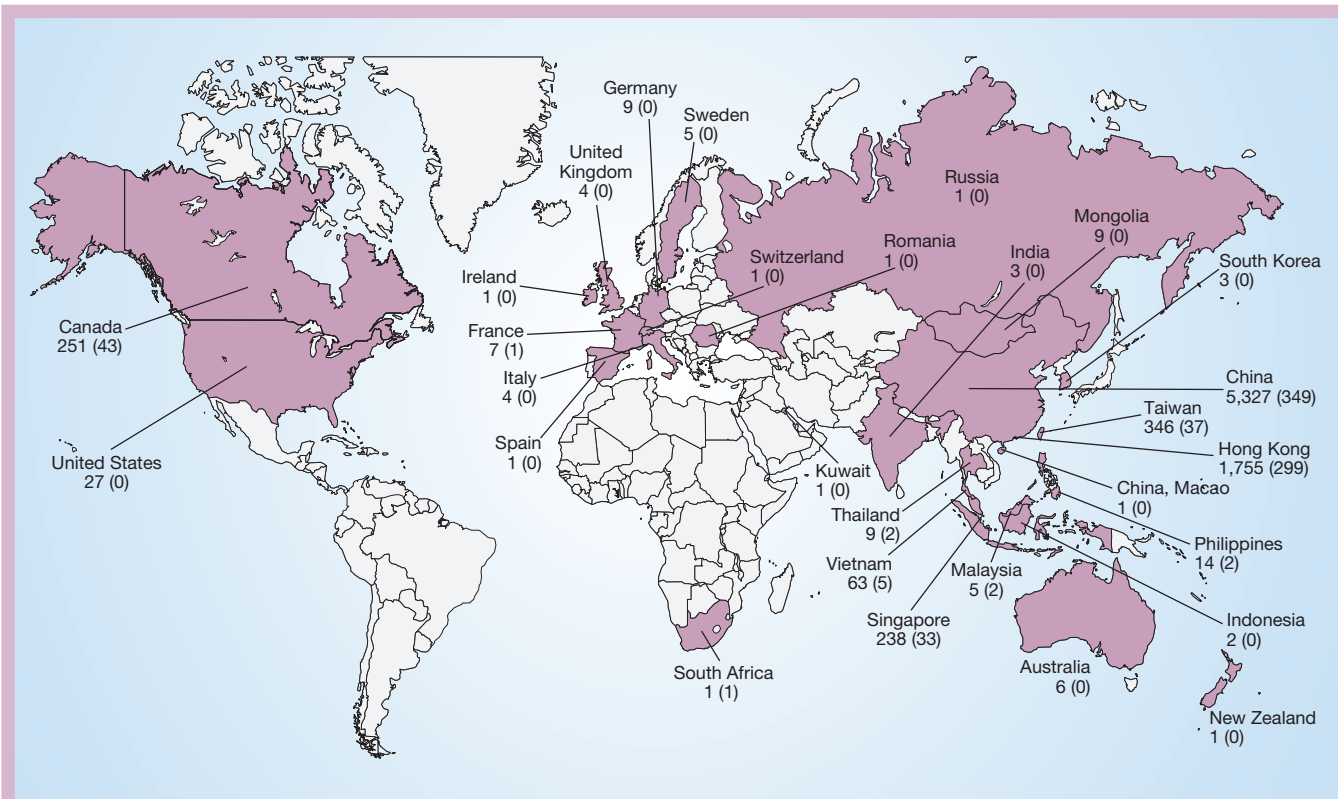 Germany
9 (0)
Sweden
5 (0)
United
Kingdom
4 (0)
Russia
1 (0)
Mongolia
9 (0)
Romania
1 (0)
India
3 (0)
Switzerland
1 (0)
South Korea
3 (0)
Ireland
1 (0)
Canada
251 (43)
France
7 (1)
Italy
4 (0)
China
5,327 (349)
Taiwan
346 (37)
Spain
1 (0)
Hong Kong
1,755 (299)
United States
27 (0)
Kuwait
1 (0)
China, Macao
1 (0)
Thailand
9 (2)
Philippines
14 (2)
Vietnam
63 (5)
Malaysia
5 (2)
Singapore
238 (33)
Indonesia
2 (0)
South Africa
1 (1)
Australia
6 (0)
New Zealand
1 (0)